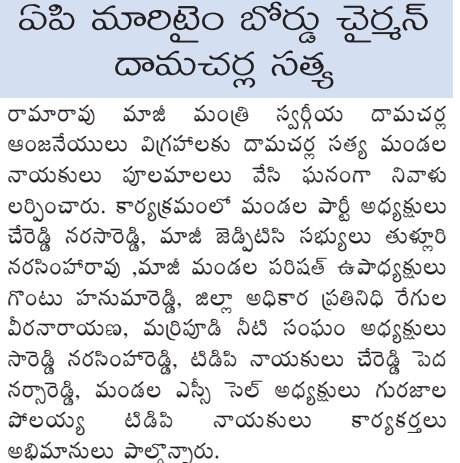 ఏపి మారిటైం బోర్డు చైర్మన్
దామచర్ల సత్య
రామారావు మాజీ మంత్రి స్వర్గీయ దామచర్ల
ఆంజనేయులు విగ్రహాలకు దామచర్ల సత్య మండల
నాయకులు పూలమాలలు వేసి ఘనంగా నివాళు
లర్పించారు. కార్యక్రమంలో మండల పార్టీ అధ్యక్షులు
చేరెడ్డి నరసారెడ్డి, మాజీ జెడ్పిటిసి సభ్యులు తుళ్లూరి
నరసింహారావు ,మాజీ మండల పరిషత్ ఉపాధ్యక్షులు
గొంటు హనుమారెడ్డి, జిల్లా అధికార ప్రతినిధి రేగుల
వీరనారాయణ, మర్రిపూడి నీటి సంఘం అధ్యక్షులు
సారెడ్డి నరసింహారెడ్డి, టిడిపి నాయకులు చేరెడ్డి పెద
నర్సారెడ్డి, మండల ఎస్సీ సెల్ అధ్యక్షులు గురజాల
పోలయ్య టిడిపి నాయకులు కార్యకర్తలు
అభిమానులు పాల్గొన్నారు.